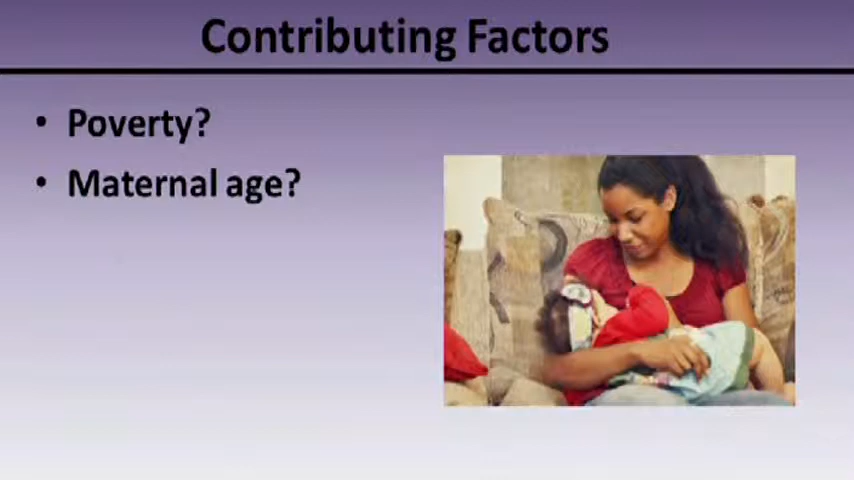 Contributing Factors
• Poverty?
• Maternal age?